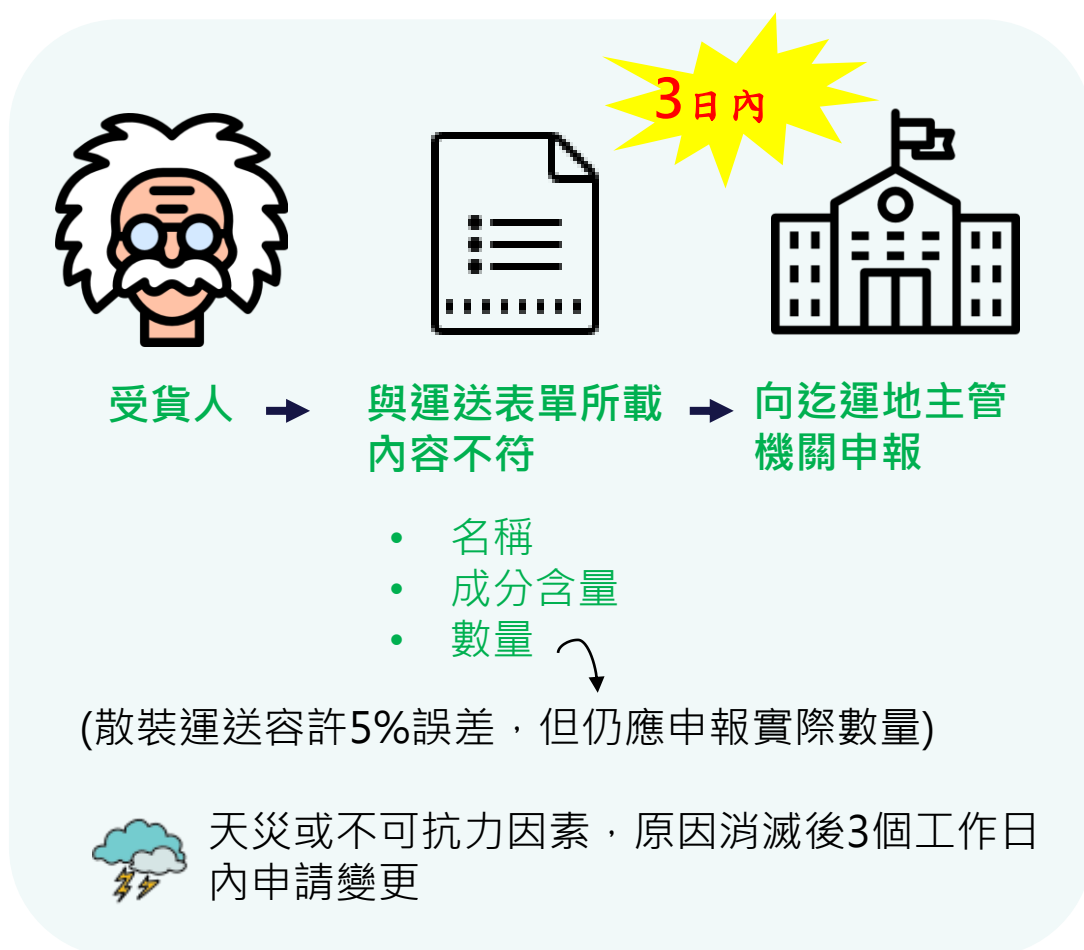 3日內
受貨人
與運送表單所載
內容不符
向迄運地主管
機關申報
• 名稱
• 成分含量
• 數量
(散裝運送容許5%誤差，但仍應申報實際數量)
天災或不可抗力因素，原因消滅後3個工作日
內申請變更